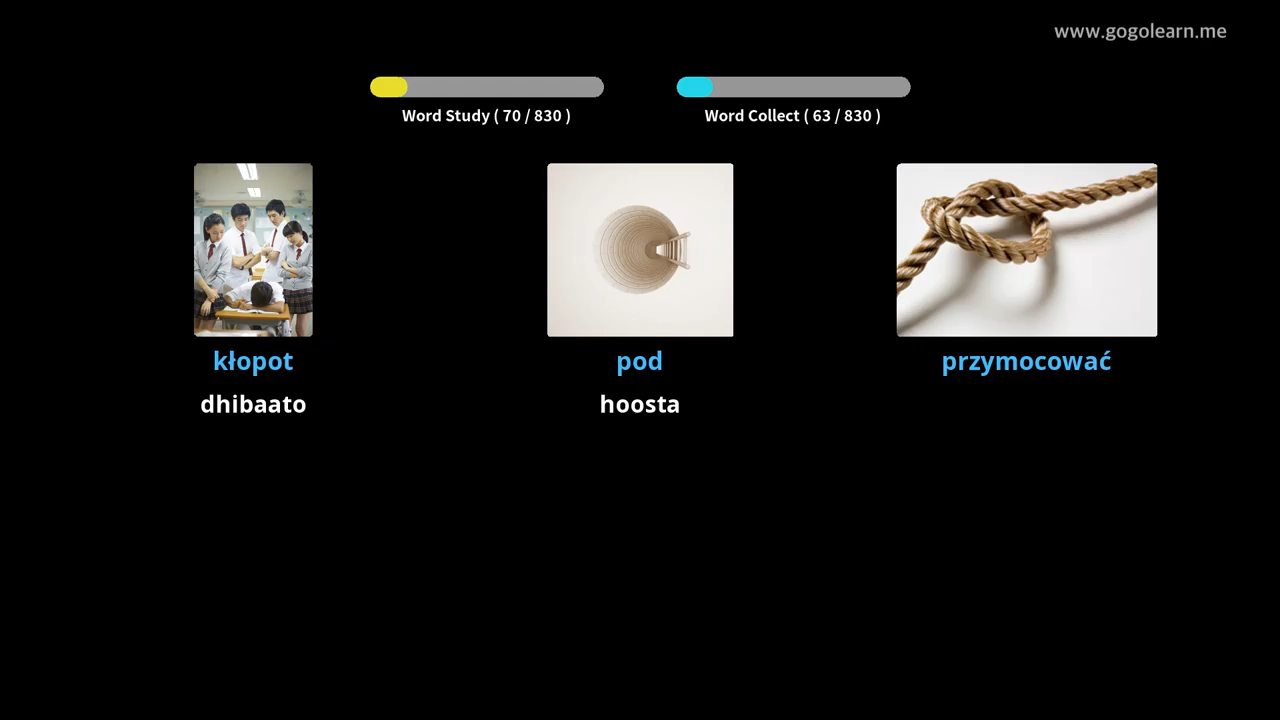 www.gogolearn.me
Word Study ( 70 / 830 )
Word Collect ( 63 / 830 )
kłopot
pod
przymocować
dhibaato
hoosta